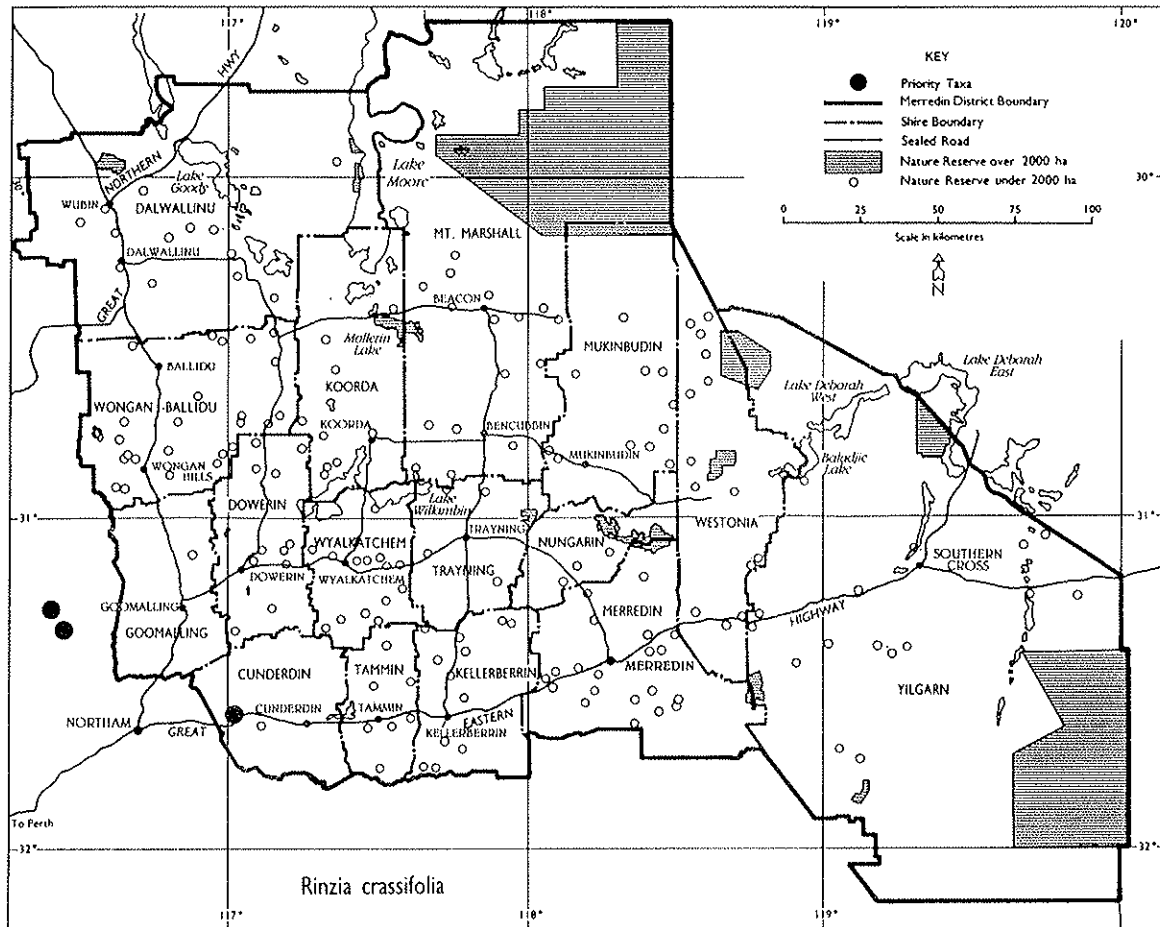 117°
118°
119°
120°
KEY
Priority Taxa
Merredin District Boundary
Shire Boundary
Sealed Road
Nature Reserve over 2000 ha
Nature Reserve under 2000 ha
0 25 50 75 100
Scale in kilometres
N
HWY
NORTHERN
Lake Goody
Lake Moore
30°
30°
WUBIN
DALWALLINU
DALWALLINU
MT. MARSHALL
GREAT
BEACON
Mollerin Lake
MUKINBUDIN
BALLIDU
KOORDA
Lake Deborah East
Lake Deborah West
WONGAN-BALLIDU
KOORDA
BENCUBBIN
MUKINBUDIN
Baladjie Lake
WONGAN HILLS
DOWERIN
Lake Wilkambin
31°
31°
WESTONIA
WYALKATCHEM
TRAYNING
NUNGARIN
SOUTHERN CROSS
DOWERIN
WYALKATCHEM
TRAYNING
GOOMALLING
GOOMALLING
MERREDIN
HIGHWAY
CUNDERDIN
TAMMIN
KELLERBERRIN
MERREDIN
YILGARN
NORTHAM
GREAT
CUNDERDIN
TAMMIN
EASTERN
KELLERBERRIN
To Perth
32°
32°
Rinzia crassifolia
117°
118°
119°